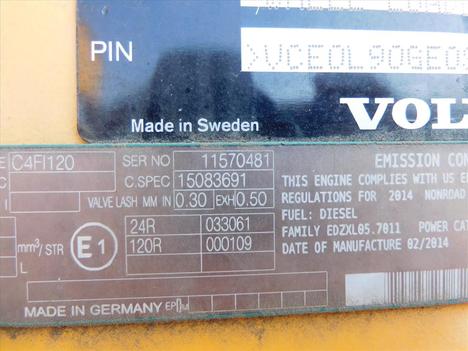 PIN
VOL
Made in Sweden
C4FI120
SER NO 11570481
C.SPEC 15083691
VALVE LASH MM IN 0.30 EXH 0.50
mm³/STR
L
E1
24R 033061
120R 000109
MADE IN GERMANY
EMISSION CON
THIS ENGINE COMPLIES WITH US E
REGULATIONS FOR 2014 NONROAD
FUEL: DIESEL
FAMILY EDZXL05.7011 POWER CAT
DATE OF MANUFACTURE 02/2014